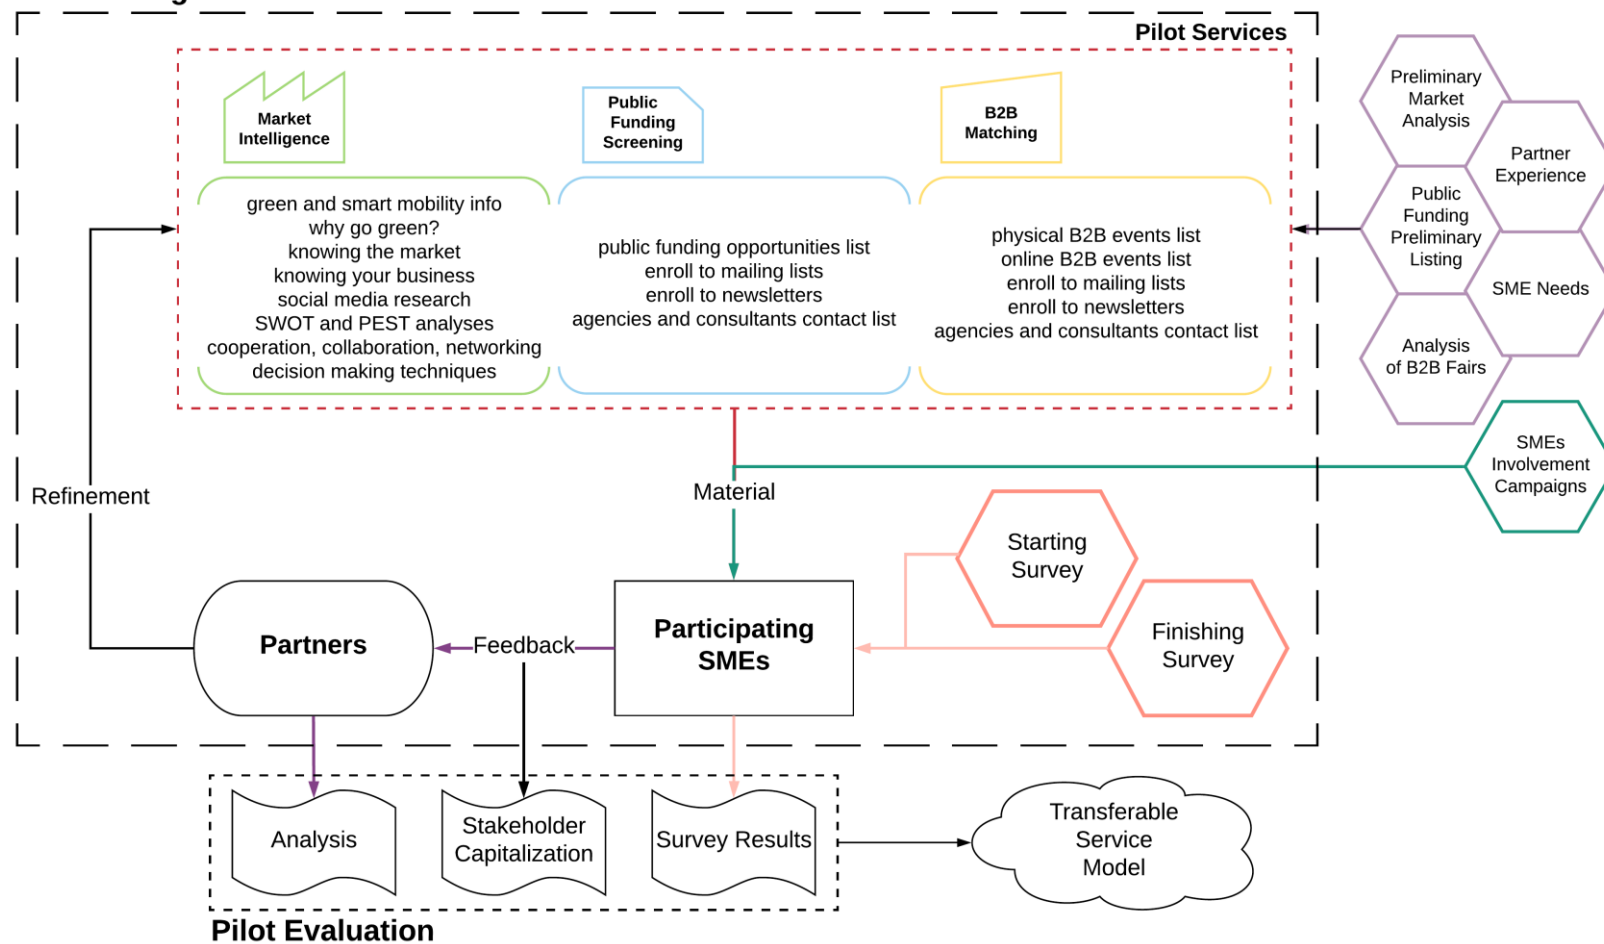 Pilot Services
Market
Intelligence
Public
Funding
Screening
B2B
Matching
green and smart mobility info
why go green?
knowing the market
knowing your business
social media research
SWOT and PEST analyses
cooperation, collaboration, networking
decision making techniques
public funding opportunities list
enroll to mailing lists
enroll to newsletters
agencies and consultants contact list
physical B2B events list
online B2B events list
enroll to mailing lists
enroll to newsletters
agencies and consultants contact list
Preliminary
Market
Analysis
Partner
Experience
Public
Funding
Preliminary
Listing
SME Needs
Analysis
of B2B Fairs
SMEs
Involvement
Campaigns
Refinement
Material
Starting
Survey
Finishing
Survey
Partners
Feedback
Participating
SMEs
Analysis
Stakeholder
Capitalization
Survey Results
Transferable
Service
Model
Pilot Evaluation